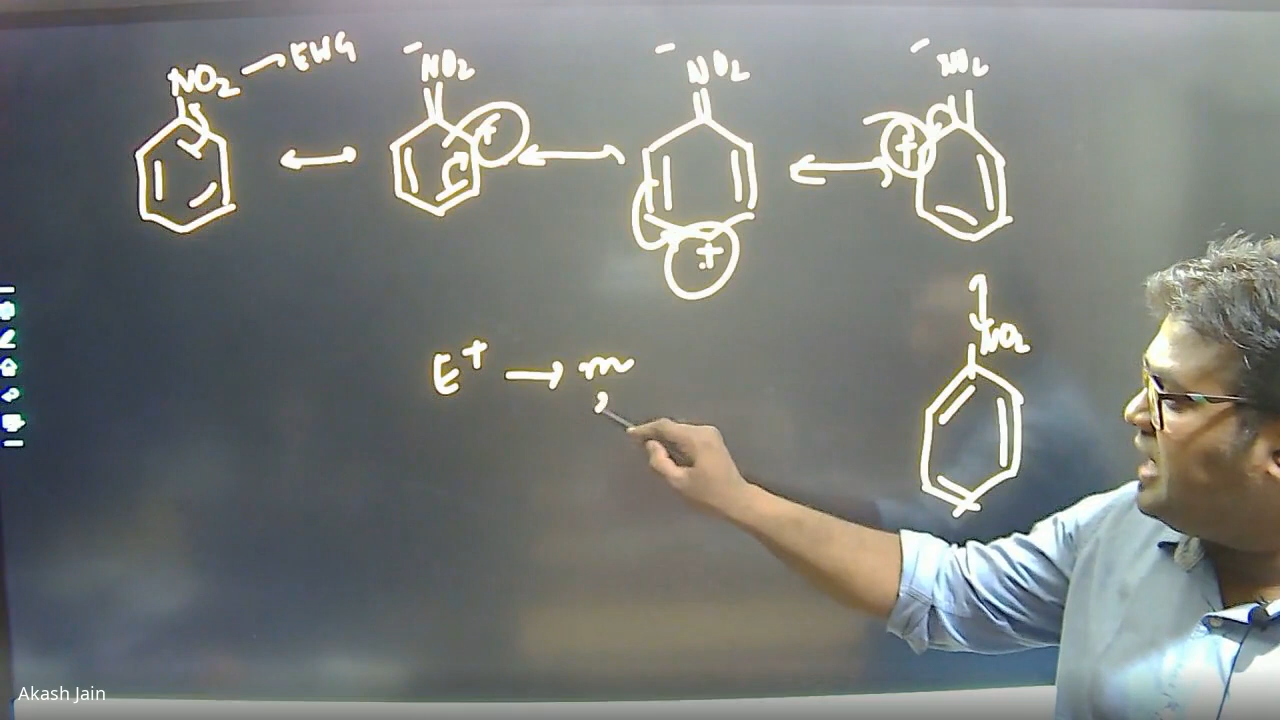 NO₂ → EWG
⁻NO₂
⁻NO₂
⁻NO₂
+
+
+
NO₂
E⁺ → m
,
Akash Jain